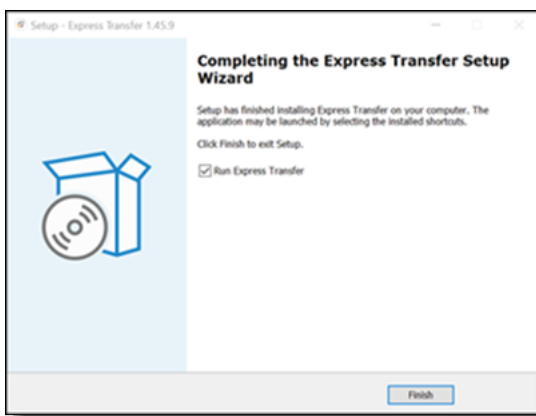 Setup - Express Transfer 1.45.9
Completing the Express Transfer Setup
Wizard
Setup has finished installing Express Transfer on your computer. The
application may be launched by selecting the installed shortcuts.
Click Finish to exit Setup.
Run Express Transfer
Finish